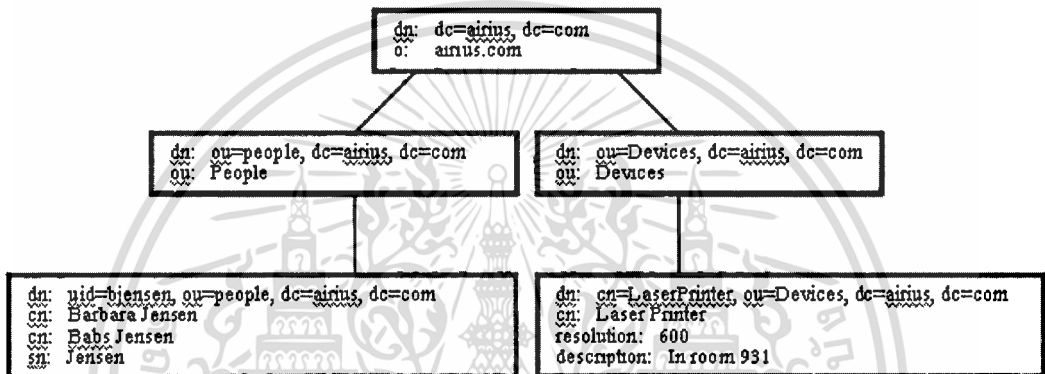 dn: dc=airius, dc=com
o: airius.com
dn: ou=people, dc=airius, dc=com
ou: People
dn: ou=Devices, dc=airius, dc=com
ou: Devices
dn: uid=bjensen, ou=people, dc=airius, dc=com
cn: Barbara Jensen
cn: Babs Jensen
sn: Jensen
dn: cn=LaserPrinter, ou=Devices, dc=airius, dc=com
cn: Laser Printer
resolution: 600
description: In room 931